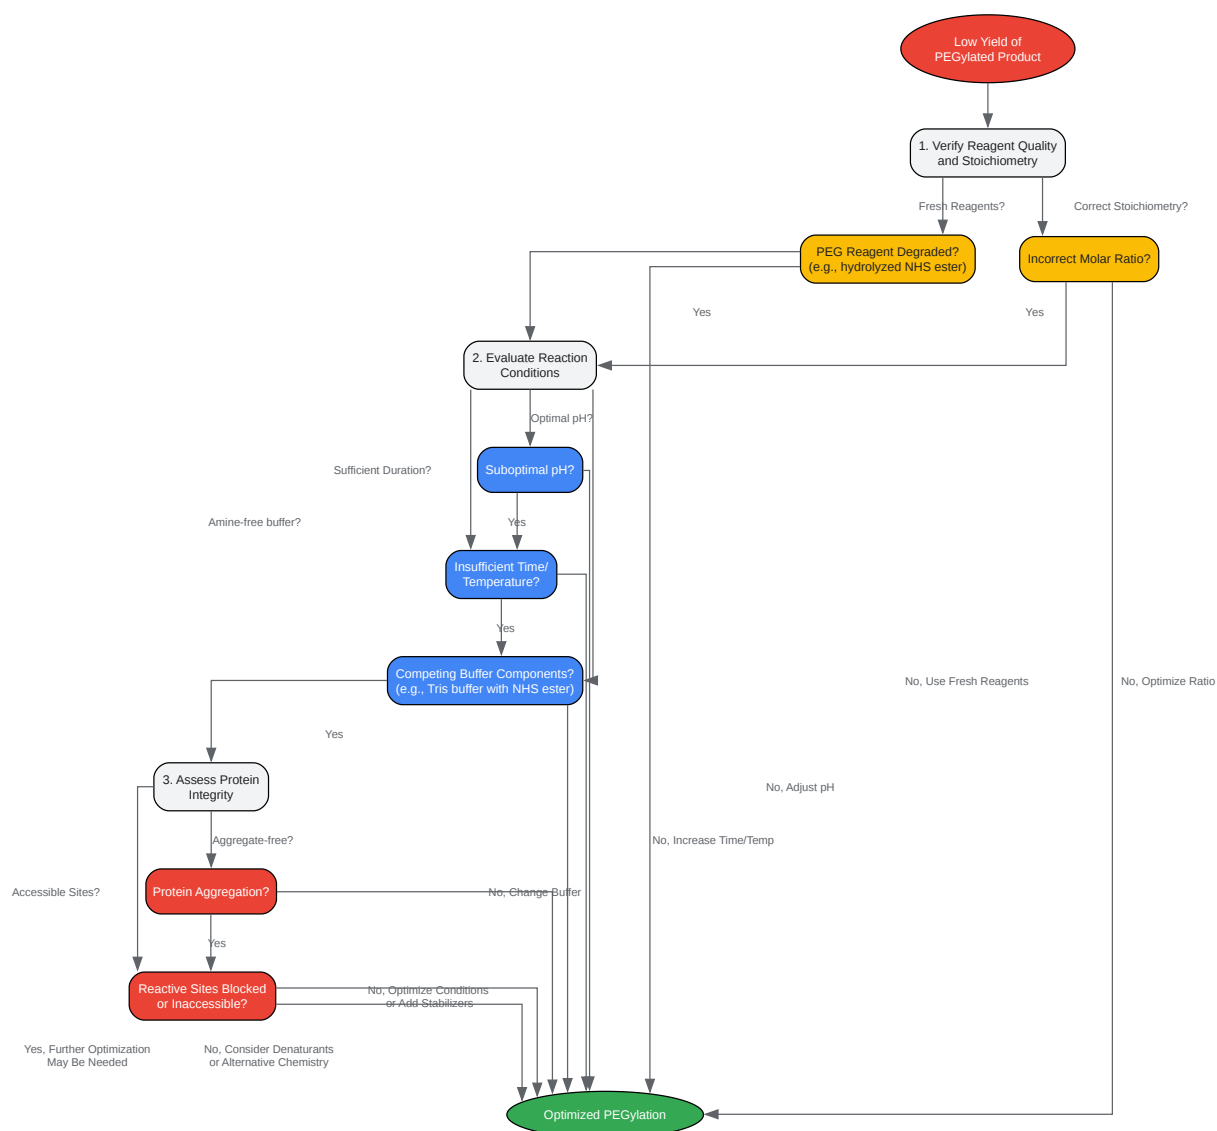 Low Yield of
PEGylated Product
1. Verify Reagent Quality
and Stoichiometry
Fresh Reagents?
Correct Stoichiometry?
PEG Reagent Degraded?
(e.g., hydrolyzed NHS ester)
Incorrect Molar Ratio?
Yes
Yes
2. Evaluate Reaction
Conditions
Optimal pH?
Sufficient Duration?
Suboptimal pH?
Amine-free buffer?
Yes
Insufficient Time/
Temperature?
Yes
Competing Buffer Components?
(e.g., Tris buffer with NHS ester)
No, Use Fresh Reagents
No, Optimize Ratio
Yes
3. Assess Protein
Integrity
No, Adjust pH
Aggregate-free?
No, Increase Time/Temp
Accessible Sites?
Protein Aggregation?
No, Change Buffer
Yes
Reactive Sites Blocked
or Inaccessible?
No, Optimize Conditions
or Add Stabilizers
Yes, Further Optimization
May Be Needed
No, Consider Denaturants
or Alternative Chemistry
Optimized PEGylation